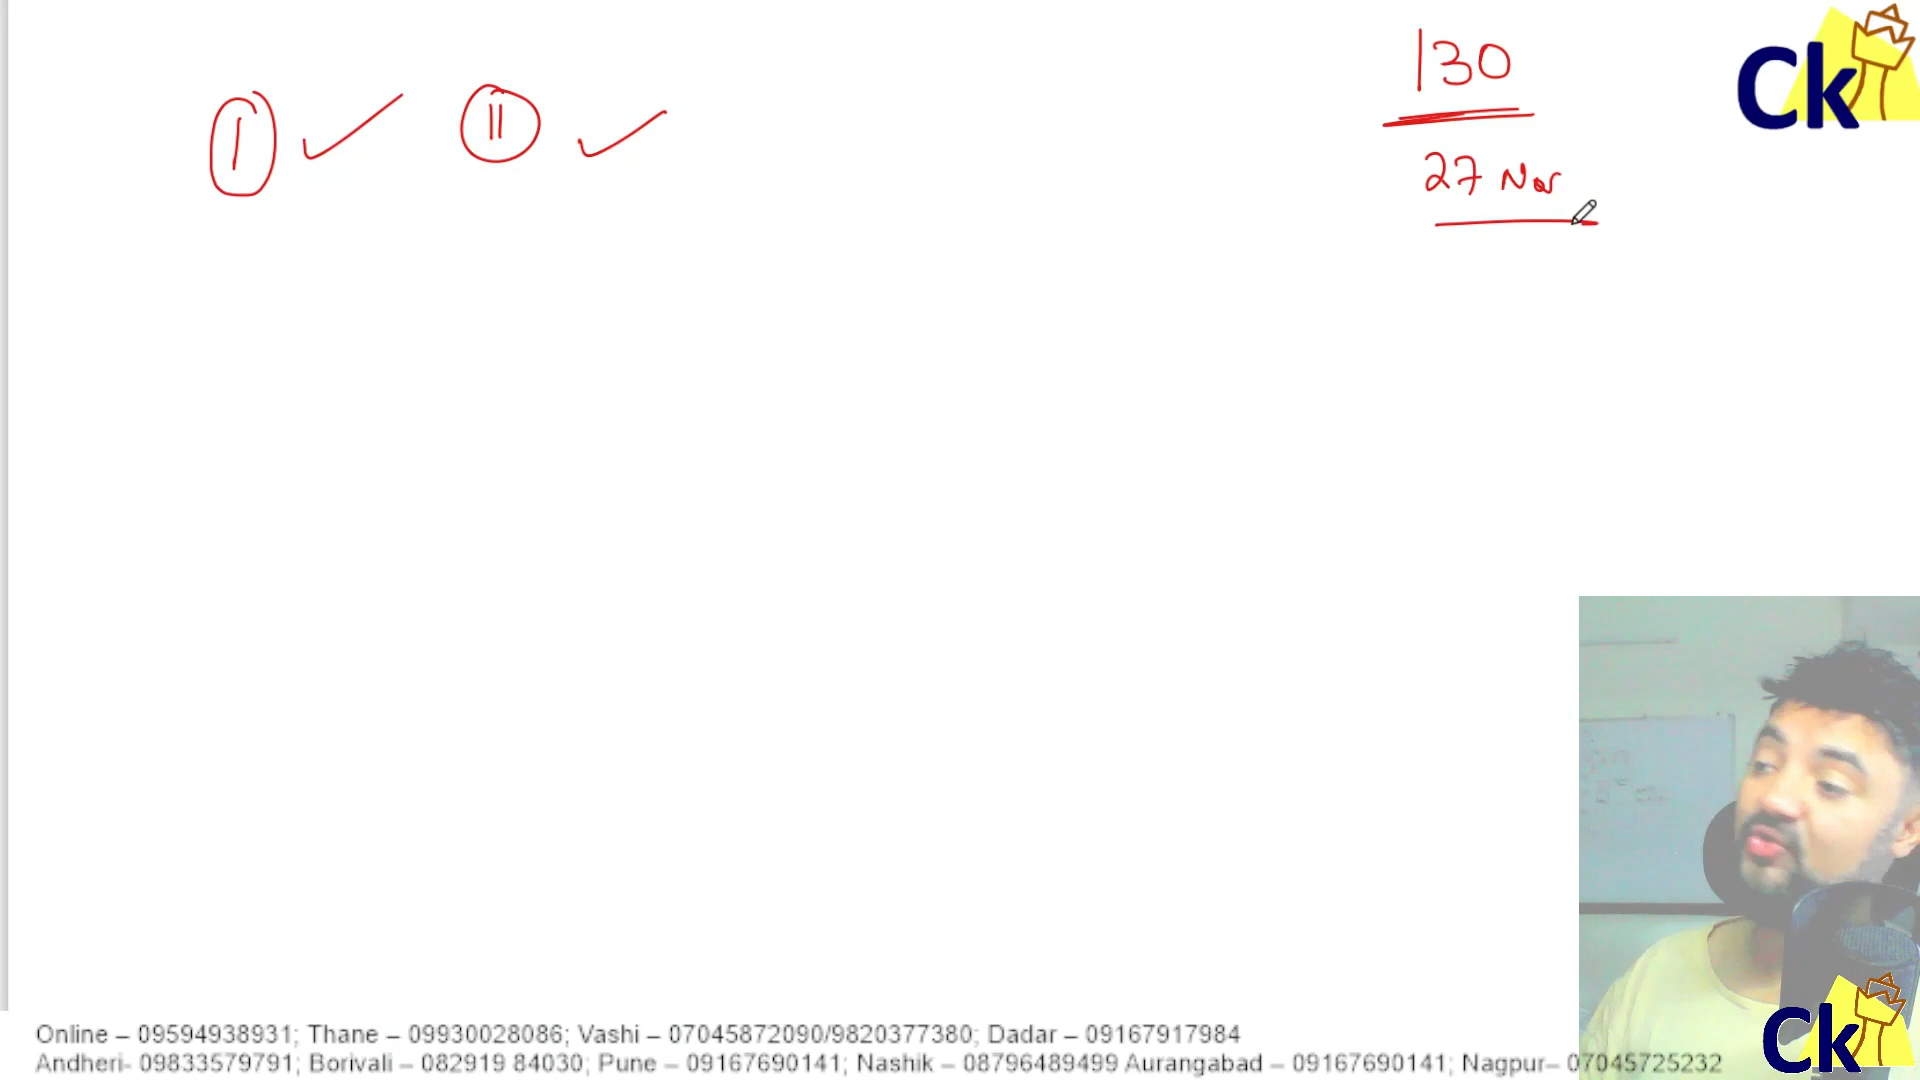 130
Ck
I
II
27 Nov
Online – 09594938931; Thane – 09930028086; Vashi – 07045872090/9820377380; Dadar – 09167917984
Andheri- 09833579791; Borivali – 082919 84030; Pune – 09167690141; Nashik – 08796489499 Aurangabad – 09167690141; Nagpur– 07045725232
Ck